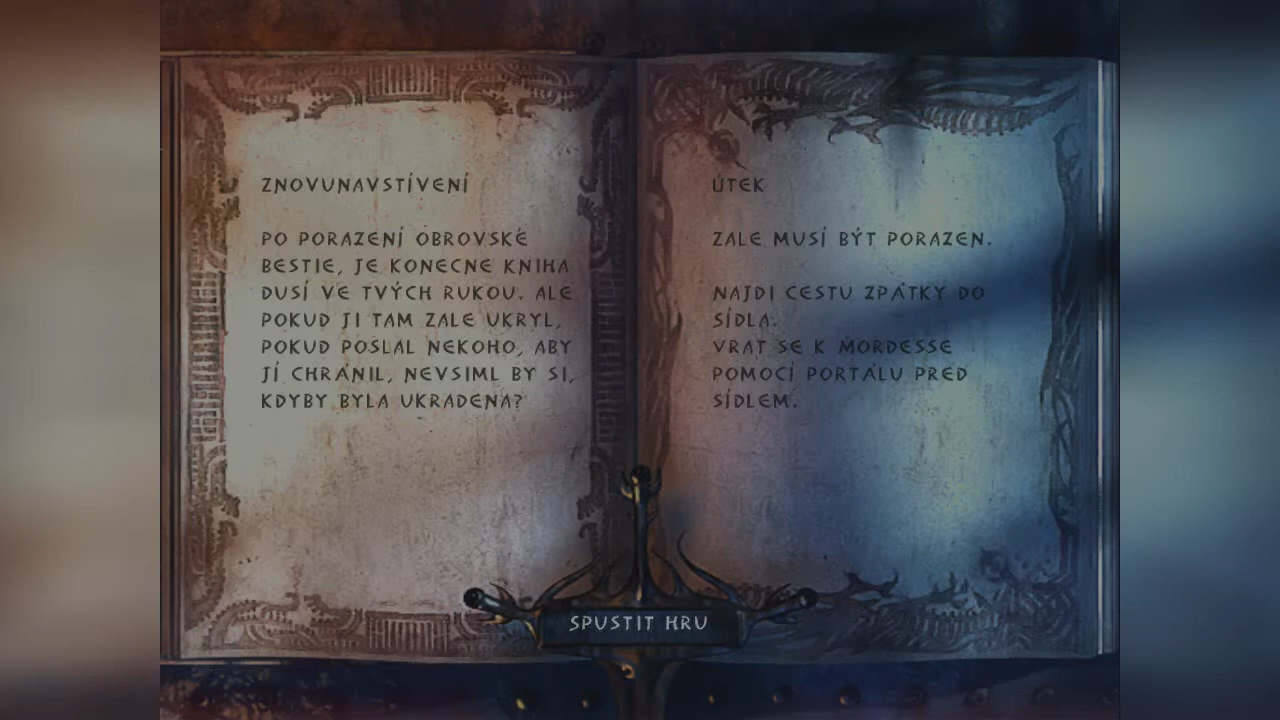 ZNOVUNAVSTÍVENÍ
PO PORAZENÍ OBROVSKÉ
BESTIE, JE KONECNE KNIHA
DUSÍ VE TVÝCH RUKOU. ALE
POKUD JI TAM ZALE UKRYL,
POKUD POSLAL NEKOHO, ABY
JÍ CHRÁNIL, NEVSIML BY SI,
KDYBY BYLA UKRADENA?
ÚTEK
ZALE MUSÍ BÝT PORAZEN.
NAJDI CESTU ZPÁTKY DO
SÍDLA.
VRAT SE K MORDESSE
POMOCÍ PORTÁLU PRED
SÍDLEM.
SPUSTIT HRU